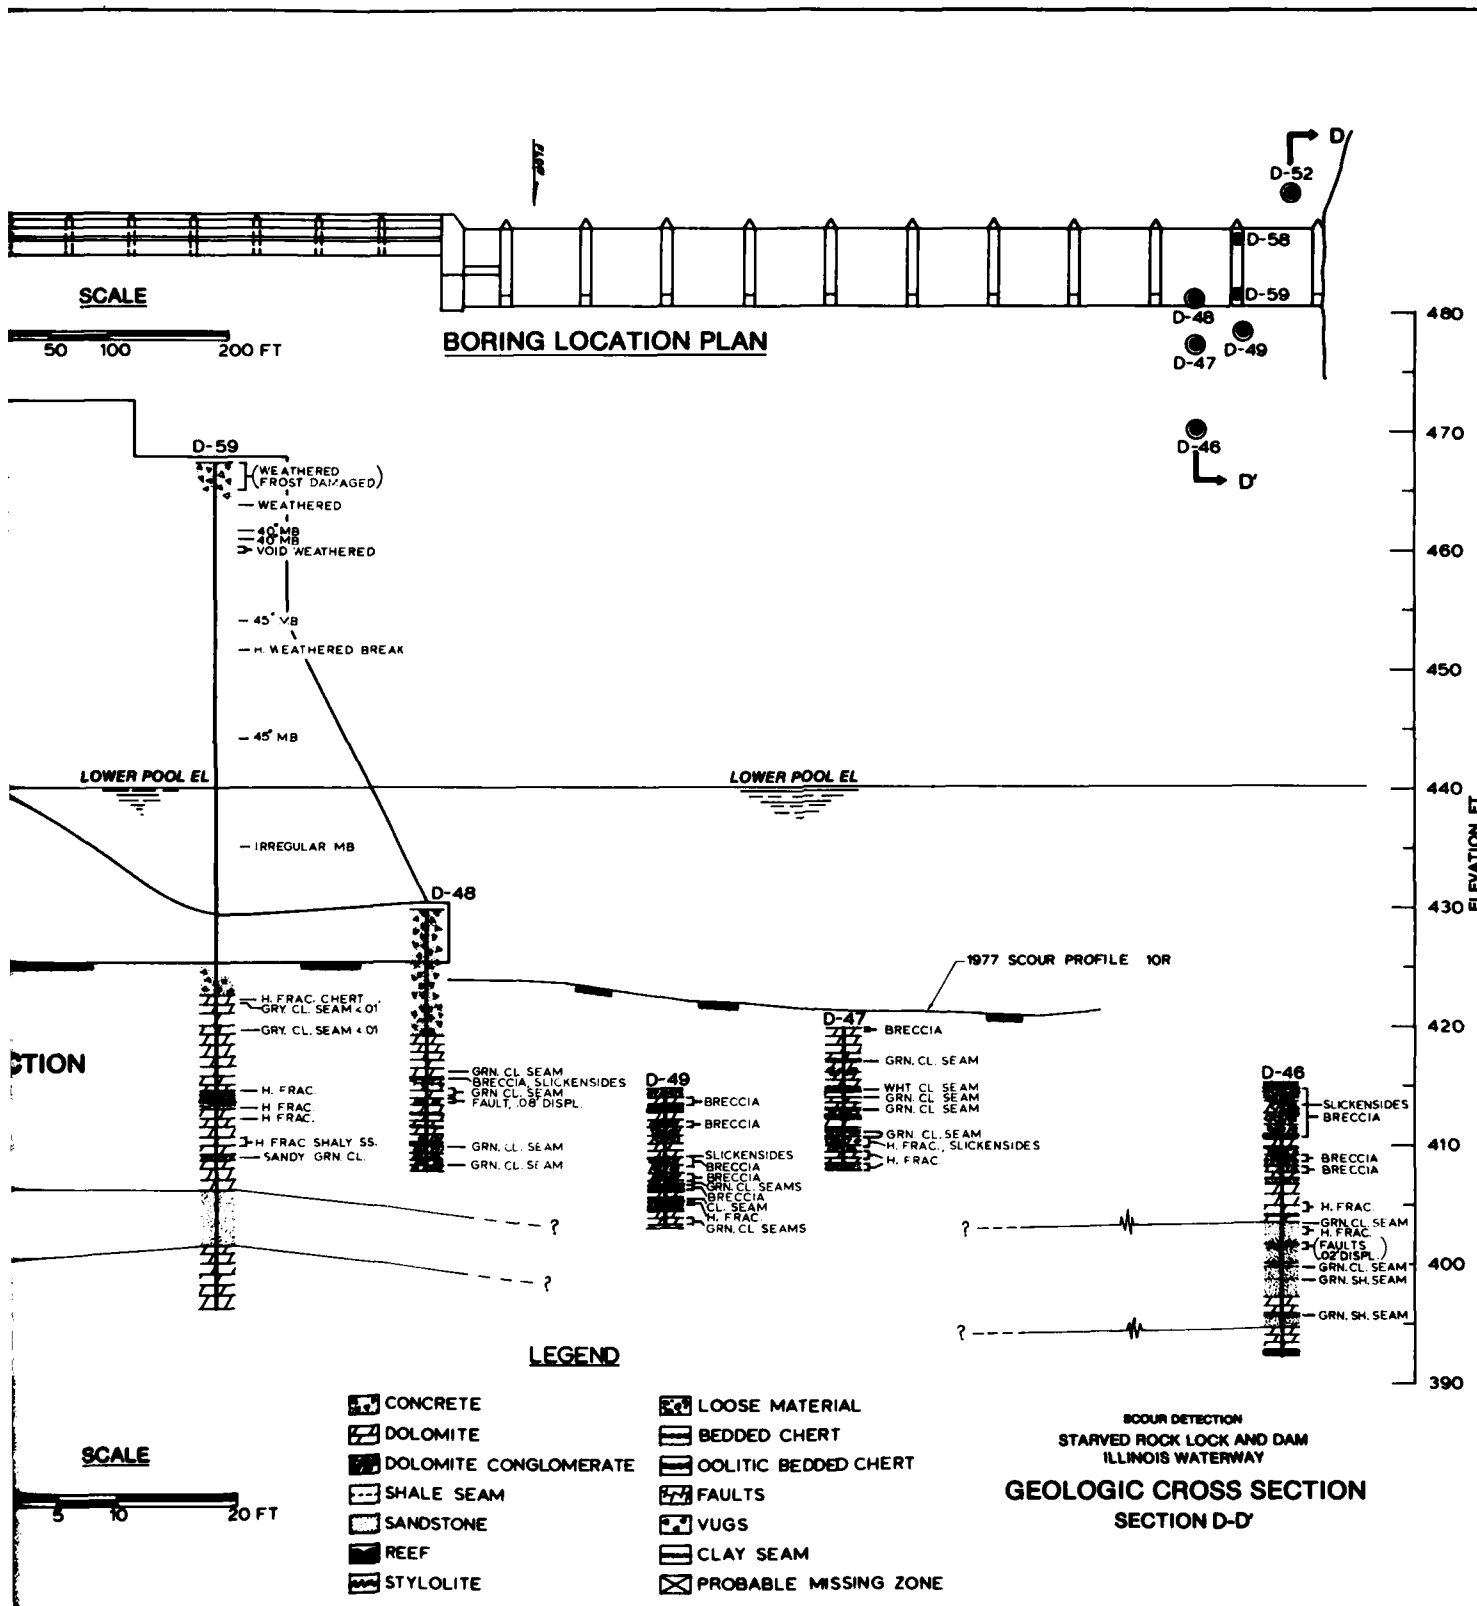 FLOW
D
D-52
D-58
D-59
D-48
D-49
D-47
D-46
D'
SCALE
50 100 200 FT
BORING LOCATION PLAN
480
470
460
450
440
430
420
410
400
390
ELEVATION, FT
D-59
(WEATHERED
FROST DAMAGED)
WEATHERED
40° MB
40° MB
VOID WEATHERED
45° MB
H. WEATHERED BREAK
45° MB
LOWER POOL EL
LOWER POOL EL
IRREGULAR MB
D-48
1977 SCOUR PROFILE 10R
H. FRAC. CHERT
GRY. CL. SEAM <.01'
GRY. CL. SEAM <.01
H. FRAC.
H FRAC.
H FRAC.
H FRAC SHALY SS.
SANDY GRN. CL.
CTION
GRN. CL. SEAM
BRECCIA, SLICKENSIDES
GRN. CL. SEAM
FAULT, .08' DISPL.
GRN. CL. SEAM
GRN. CL. SEAM
D-49
BRECCIA
BRECCIA
SLICKENSIDES
BRECCIA
BRECCIA
GRN. CL. SEAMS
BRECCIA
CL. SEAM
H. FRAC.
GRN. CL. SEAMS
D-47
BRECCIA
GRN. CL. SEAM
WHT CL SEAM
GRN. CL. SEAM
GRN. CL. SEAM
GRN. CL. SEAM
H. FRAC., SLICKENSIDES
H. FRAC.
D-46
SLICKENSIDES
BRECCIA
BRECCIA
BRECCIA
H. FRAC.
GRN. CL. SEAM
H. FRAC.
(FAULTS
.02' DISPL.)
GRN. CL. SEAM
GRN. SH. SEAM
GRN. SH. SEAM
?
?
?
?
LEGEND
CONCRETE
DOLOMITE
DOLOMITE CONGLOMERATE
SHALE SEAM
SANDSTONE
REEF
STYLOLITE
LOOSE MATERIAL
BEDDED CHERT
OOLITIC BEDDED CHERT
FAULTS
VUGS
CLAY SEAM
PROBABLE MISSING ZONE
SCALE
5 10 20 FT
SCOUR DETECTION
STARVED ROCK LOCK AND DAM
ILLINOIS WATERWAY
GEOLOGIC CROSS SECTION
SECTION D-D'